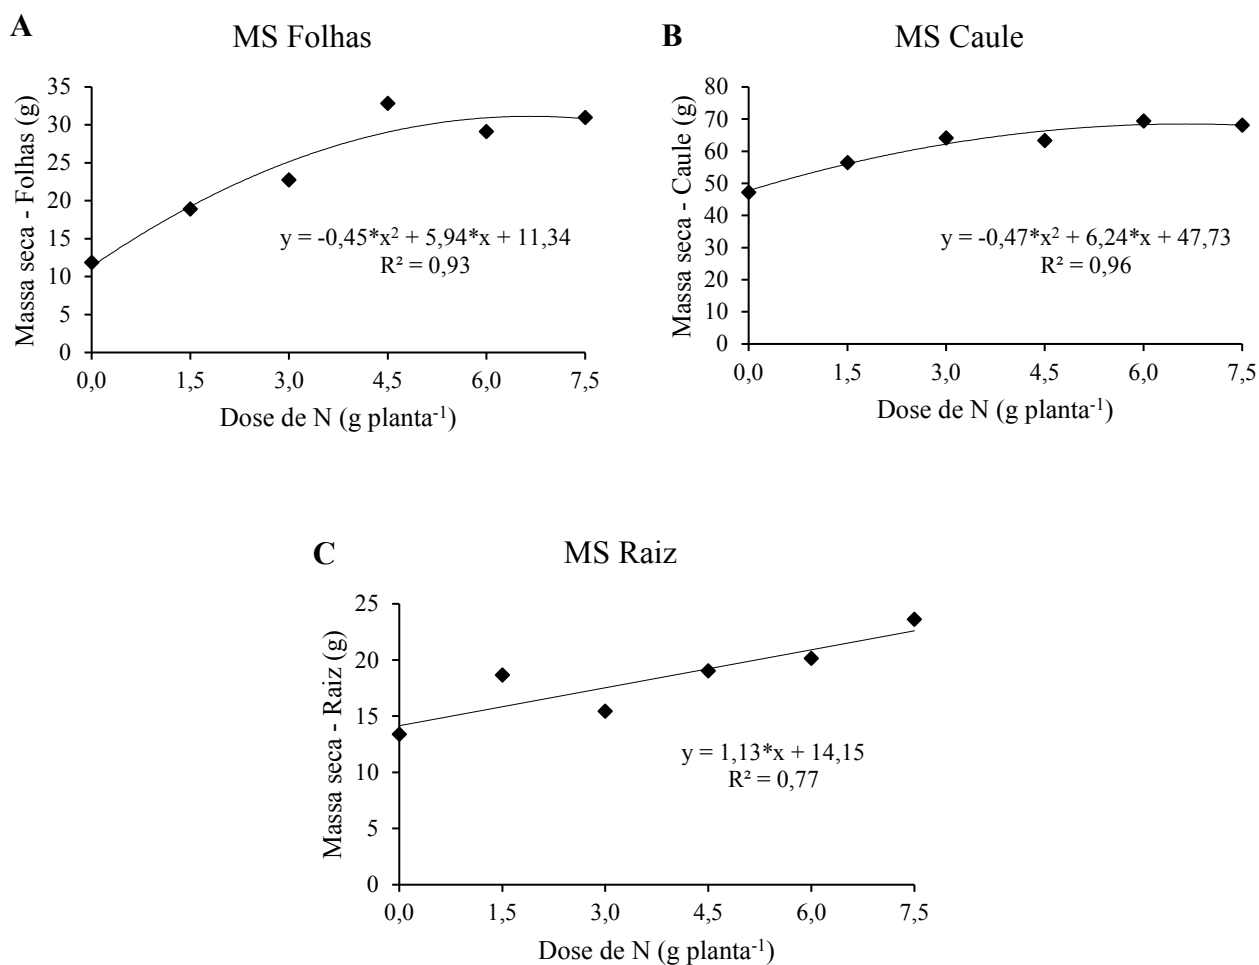 A
MS Folhas
Massa seca - Folhas (g)
35
30
25
20
15
10
5
0
y = -0,45*x² + 5,94*x + 11,34
R² = 0,93
0,0 1,5 3,0 4,5 6,0 7,5
Dose de N (g planta⁻¹)
B
MS Caule
Massa seca - Caule (g)
80
70
60
50
40
30
20
10
0
y = -0,47*x² + 6,24*x + 47,73
R² = 0,96
0,0 1,5 3,0 4,5 6,0 7,5
Dose de N (g planta⁻¹)
C
MS Raiz
Massa seca - Raiz (g)
25
20
15
10
5
0
y = 1,13*x + 14,15
R² = 0,77
0,0 1,5 3,0 4,5 6,0 7,5
Dose de N (g planta⁻¹)